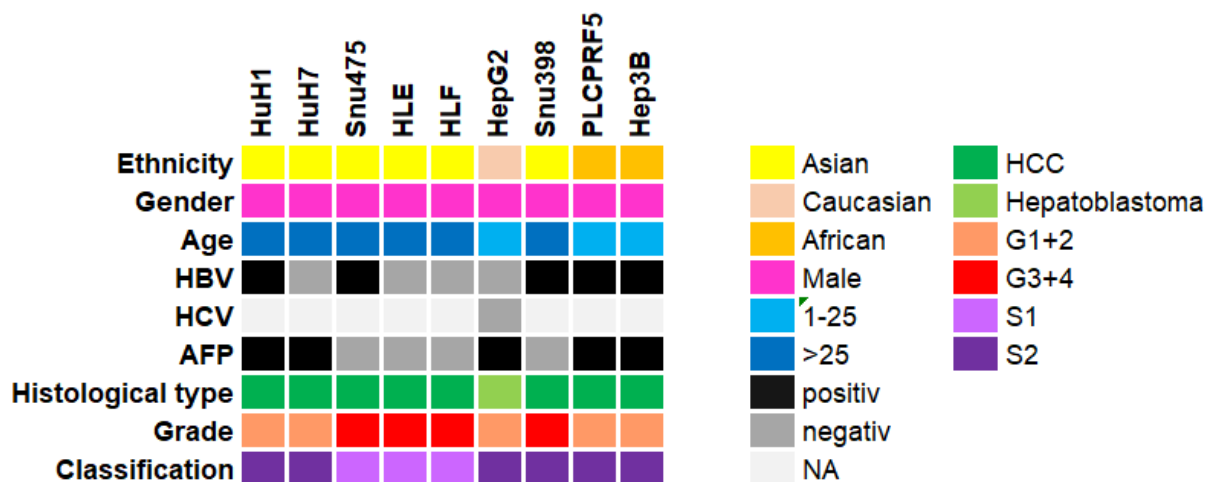 HuH1 HuH7 Snu475 HLE HLF HepG2 Snu398 PLCPRF5 Hep3B
Ethnicity Asian HCC
Gender Caucasian Hepatoblastoma
Age African G1+2
HBV Male G3+4
HCV 1-25 S1
AFP >25 S2
Histological type positiv
Grade negativ
Classification NA